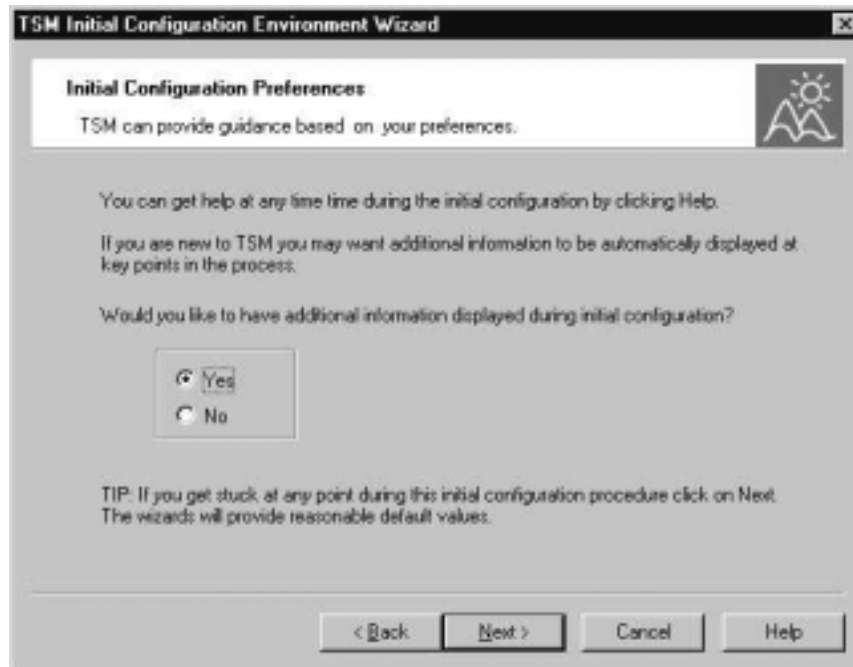 TSM Initial Configuration Environment Wizard
Initial Configuration Preferences
TSM can provide guidance based on your preferences.
You can get help at any time time during the initial configuration by clicking Help.
If you are new to TSM you may want additional information to be automatically displayed at
key points in the process.
Would you like to have additional information displayed during initial configuration?
Yes
No
TIP: If you get stuck at any point during this initial configuration procedure click on Next.
The wizards will provide reasonable default values.
< Back Next > Cancel Help